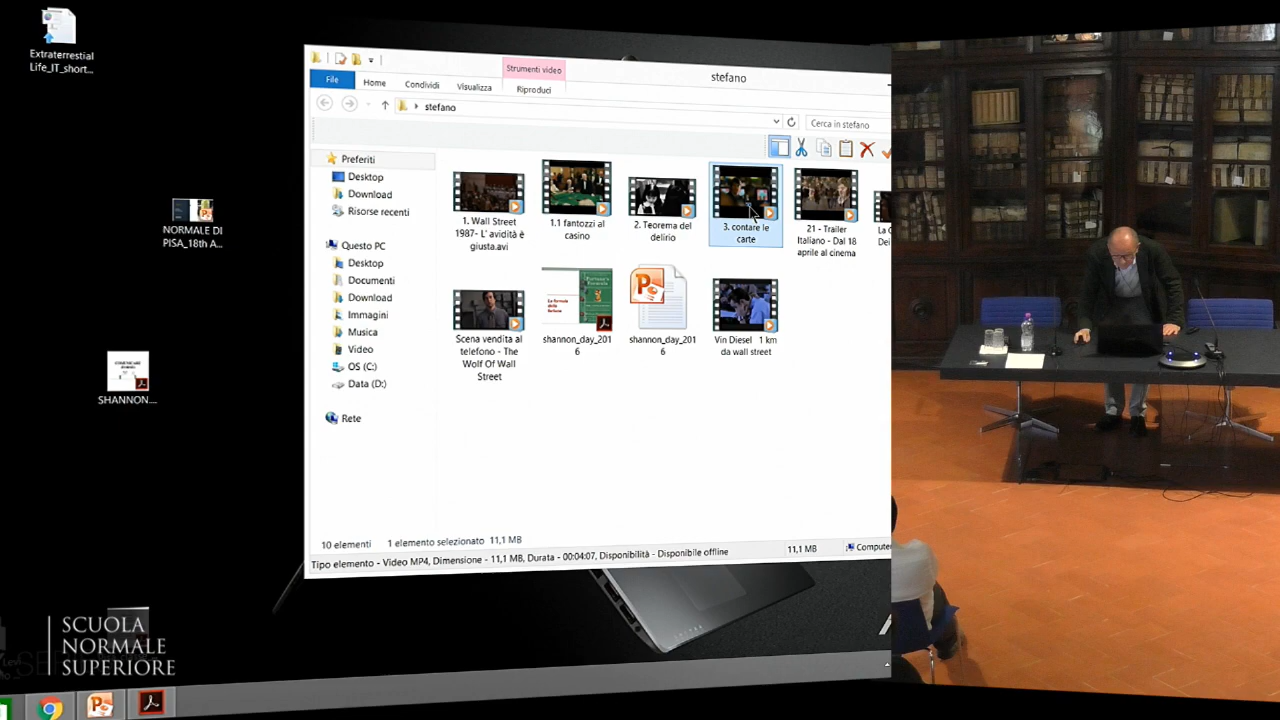 Extraterrestial
Life_IT_short...
NORMALE DI
PISA_18th A...
SHANNON....
Strumenti video
stefano
File
Home
Condividi
Visualizza
Riproduci
stefano
Cerca in stefano
Preferiti
Desktop
Download
Risorse recenti
Questo PC
Desktop
Documenti
Download
Immagini
Musica
Video
OS (C:)
Data (D:)
Rete
1. Wall Street
1987- L' avidità è
giusta.avi
1.1 fantozzi al
casino
2. Teorema del
delirio
3. contare le
carte
21 - Trailer
Italiano - Dal 18
aprile al cinema
Scena vendita al
telefono - The
Wolf Of Wall
Street
shannon_day_201
6
shannon_day_201
6
Vin Diesel 1 km
da wall street
10 elementi
1 elemento selezionato 11,1 MB
Tipo elemento - Video MP4, Dimensione - 11,1 MB, Durata - 00:04:07, Disponibilità - Disponibile offline
11,1 MB
Computer
SCUOLA
NORMALE
SUPERIORE